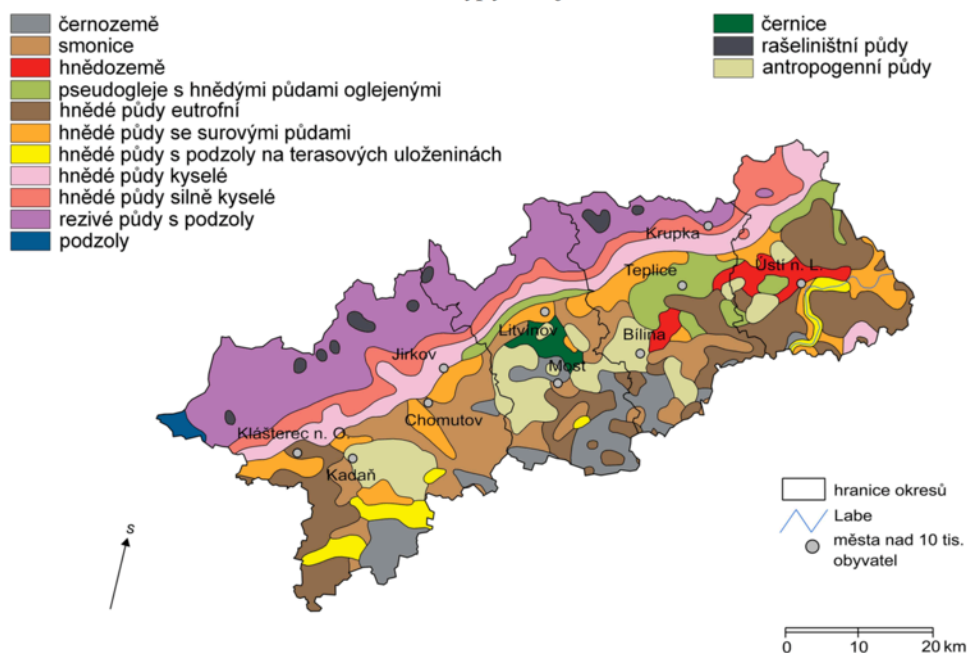 černozemě
smonice
hnědozemě
pseudogleje s hnědými půdami oglejenými
hnědé půdy eutrofní
hnědé půdy se surovými půdami
hnědé půdy s podzoly na terasových uloženinách
hnědé půdy kyselé
hnědé půdy silně kyselé
rezivé půdy s podzoly
podzoly
černice
rašeliništní půdy
antropogenní půdy
Krupka
Teplice
Ústí n. L.
Litvínov
Bílina
Jirkov
Most
Chomutov
Klášterec n. O.
Kadaň
hranice okresů
Labe
města nad 10 tis.
obyvatel
s
0 10 20 km